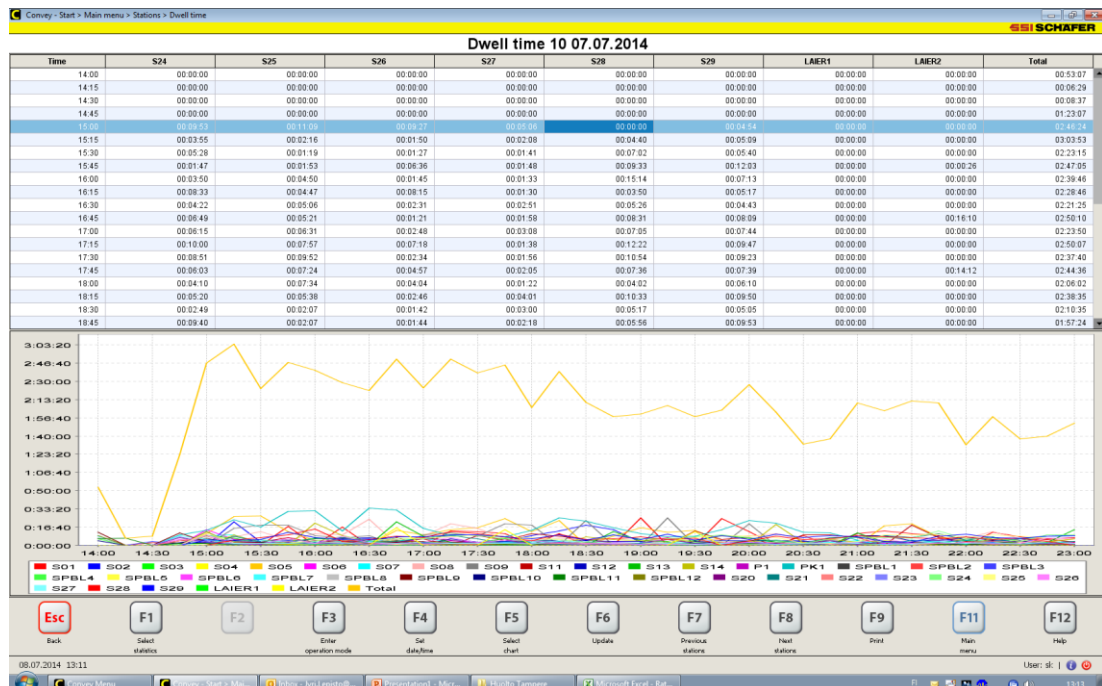 Convey - Start > Main menu > Stations > Dwell time
SSI SCHÄFER
Dwell time 10 07.07.2014
Time S24 S25 S26 S27 S28 S29 LAIER1 LAIER2 Total
14:00 00:00:00 00:00:00 00:00:00 00:00:00 00:00:00 00:00:00 00:00:00 00:00:00 00:53:07
14:15 00:00:00 00:00:00 00:00:00 00:00:00 00:00:00 00:00:00 00:00:00 00:00:00 00:06:29
14:30 00:00:00 00:00:00 00:00:00 00:00:00 00:00:00 00:00:00 00:00:00 00:00:00 00:08:37
14:45 00:00:00 00:00:00 00:00:00 00:00:00 00:00:00 00:00:00 00:00:00 00:00:00 01:23:07
15:00 00:09:53 00:11:09 00:09:27 00:05:06 00:00:00 00:04:54 00:00:00 00:00:00 02:46:24
15:15 00:03:55 00:02:16 00:01:50 00:02:08 00:04:40 00:05:09 00:00:00 00:00:00 03:03:53
15:30 00:05:28 00:01:19 00:01:27 00:01:41 00:07:02 00:05:40 00:00:00 00:00:00 02:23:15
15:45 00:01:47 00:01:53 00:06:36 00:01:48 00:09:33 00:12:03 00:00:00 00:00:26 02:47:05
16:00 00:03:50 00:04:50 00:01:45 00:01:33 00:15:14 00:07:13 00:00:00 00:00:00 02:39:46
16:15 00:08:33 00:04:47 00:08:15 00:01:30 00:03:50 00:05:17 00:00:00 00:00:00 02:28:46
16:30 00:04:22 00:05:06 00:02:31 00:02:51 00:05:26 00:04:43 00:00:00 00:00:00 02:21:25
16:45 00:06:49 00:05:21 00:01:21 00:01:58 00:08:31 00:08:09 00:00:00 00:16:10 02:50:10
17:00 00:06:15 00:06:31 00:02:48 00:03:08 00:07:05 00:07:44 00:00:00 00:00:00 02:23:50
17:15 00:10:00 00:07:57 00:07:18 00:01:38 00:12:22 00:09:47 00:00:00 00:00:00 02:50:07
17:30 00:08:51 00:09:52 00:02:34 00:01:56 00:10:54 00:09:23 00:00:00 00:00:00 02:37:40
17:45 00:06:03 00:07:24 00:04:57 00:02:05 00:07:36 00:07:39 00:00:00 00:14:12 02:44:36
18:00 00:04:10 00:07:34 00:04:04 00:01:22 00:04:02 00:06:10 00:00:00 00:00:00 02:06:02
18:15 00:05:20 00:05:38 00:02:46 00:04:01 00:10:33 00:09:50 00:00:00 00:00:00 02:38:35
18:30 00:02:49 00:02:07 00:01:42 00:03:00 00:05:17 00:05:05 00:00:00 00:00:00 02:10:35
18:45 00:09:40 00:02:07 00:01:44 00:02:18 00:05:56 00:09:53 00:00:00 00:00:00 01:57:24
3:03:20
2:46:40
2:30:00
2:13:20
1:56:40
1:40:00
1:23:20
1:06:40
0:50:00
0:33:20
0:16:40
0:00:00
14:00 14:30 15:00 15:30 16:00 16:30 17:00 17:30 18:00 18:30 19:00 19:30 20:00 20:30 21:00 21:30 22:00 22:30 23:00
S01 S02 S03 S04 S05 S06 S07 S08 S09 S11 S12 S13 S14 P1 PK1 SPBL1 SPBL2 SPBL3
SPBL4 SPBL5 SPBL6 SPBL7 SPBL8 SPBL9 SPBL10 SPBL11 SPBL12 S20 S21 S22 S23 S24 S25 S26
S27 S28 S29 LAIER1 LAIER2 Total
Esc F1 F2 F3 F4 F5 F6 F7 F8 F9 F11 F12
Back Select statistics Enter operation mode Set date/time Select chart Update Previous stations Next stations Print Main menu Help
08.07.2014 13:11 User: sk
Convey Menu Convey - Start > Ma... Presentation1 - Micr... Huolto Tampere Microsoft Excel - Rat... FI 13:13